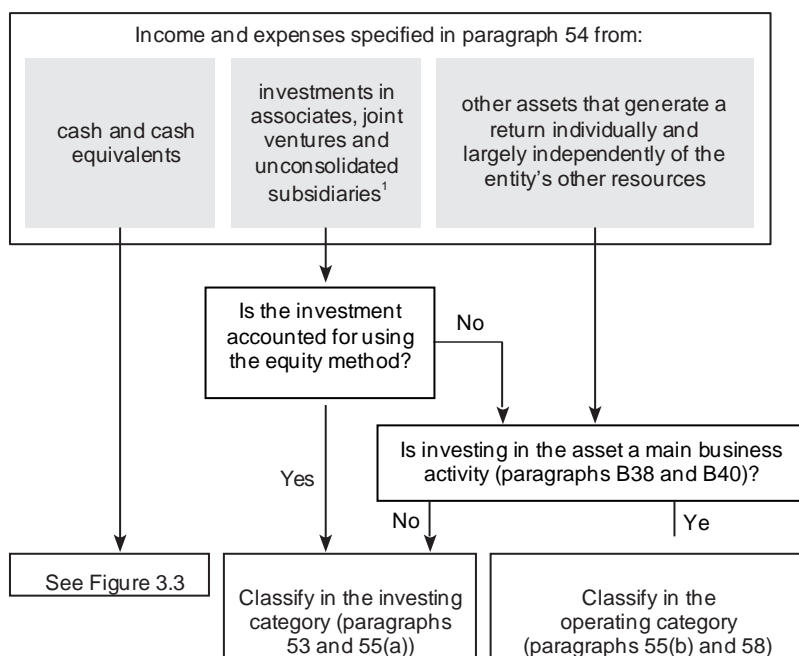 Income and expenses specified in paragraph 54 from:
cash and cash
equivalents
investments in
associates, joint
ventures and
unconsolidated
subsidiaries¹
other assets that generate a
return individually and
largely independently of the
entity's other resources
Is the investment
accounted for using
the equity method?
No
Is investing in the asset a main business
activity (paragraphs B38 and B40)?
Yes
No
Ye
See Figure 3.3
Classify in the investing
category (paragraphs
53 and 55(a))
Classify in the
operating category
(paragraphs 55(b) and 58)